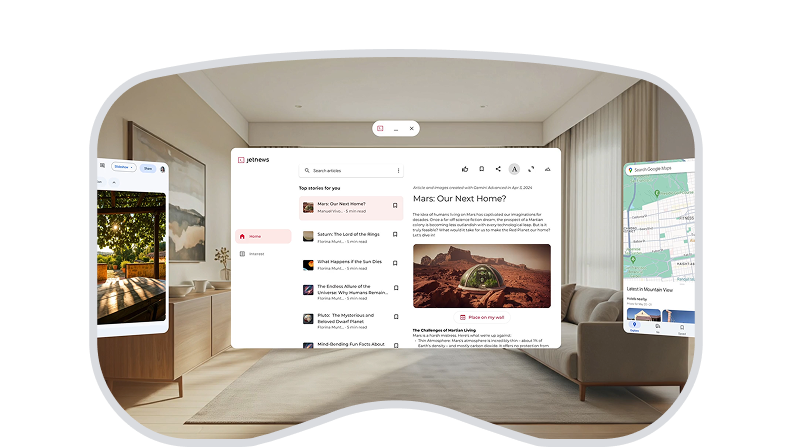 Slideshow
Share
jetnews
Home
Interests
Search articles
Top stories for you
Mars: Our Next Home?
5 min read
Saturn: The Lord of the Rings
Florina Munt... · 5 min read
What Happens if the Sun Dies
Florina Munt... · 5 min read
The Endless Allure of the
Universe: Why Humans Remain...
Florina Munt... · 5 min read
Pluto: The Mysterious and
Beloved Dwarf Planet
Florina Munt... · 5 min read
Mind-Bending Fun Facts About
A
Article and images created with Gemini Advanced in Apr 3, 2024
Mars: Our Next Home?
The idea of humans living on Mars has captivated our imaginations for
decades. Once a far-off science fiction dream, the prospect of a Martian
colony is becoming less outlandish with every technological leap. But is it
truly feasible? What would it take for us to make the Red Planet our home?
Let's dive in!
Place on my wall
The Challenges of Martian Living
Mars is a harsh mistress. Here's what we're up against:
Thin Atmosphere: Mars's atmosphere is incredibly thin – about 1% of
Earth's density – and mostly carbon dioxide. It offers no protection from
Search Google Maps
Latest in Mountain View
Hotels nearby
Explore